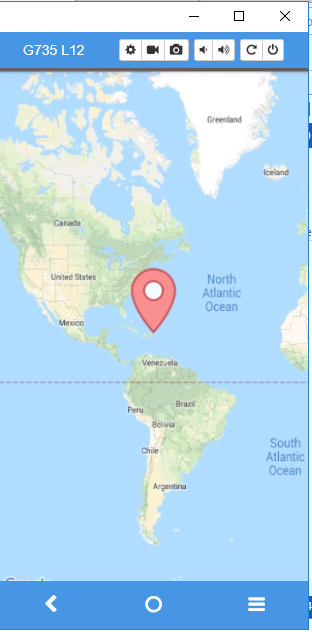 G735 L12
Greenland
Iceland
Canada
United States
North
Atlantic
Ocean
Mexico
Venezuela
Brazil
Peru
Bolivia
Chile
South
Atlantic
Ocean
Argentina